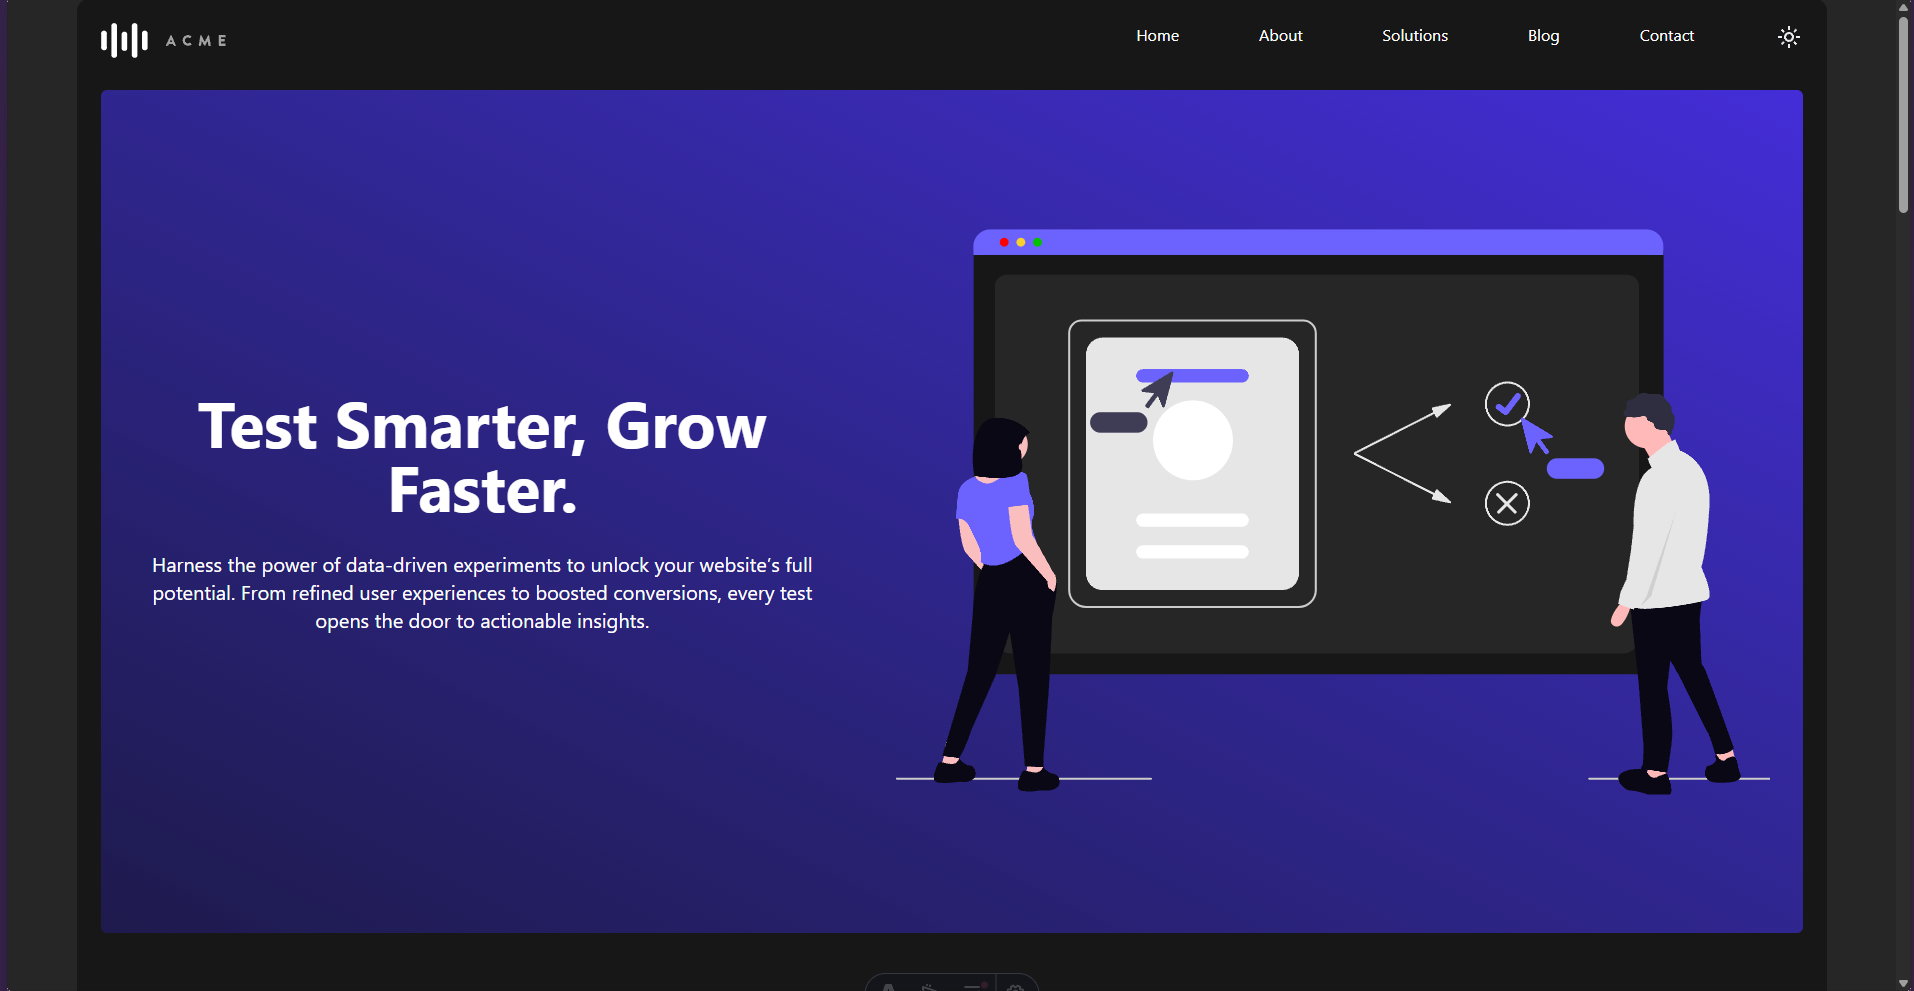 ACME
Home
About
Solutions
Blog
Contact
Test Smarter, Grow
Faster.
Harness the power of data-driven experiments to unlock your website’s full
potential. From refined user experiences to boosted conversions, every test
opens the door to actionable insights.